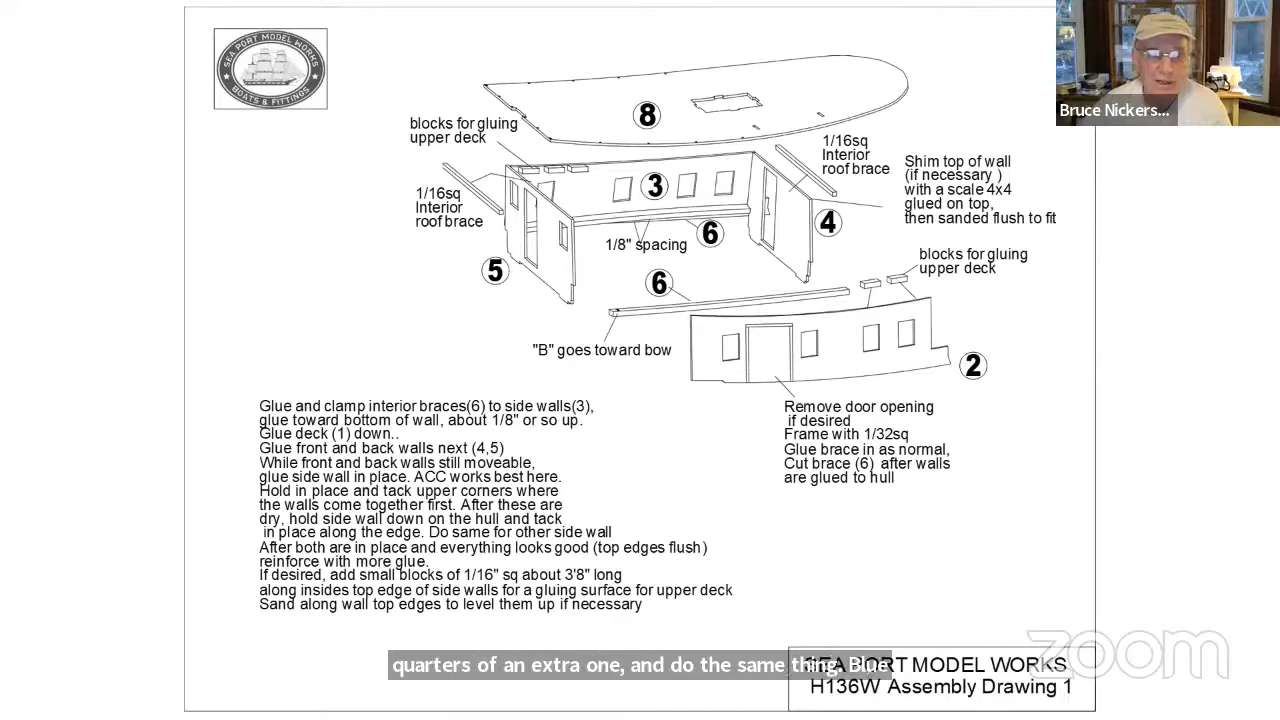 SEA PORT MODEL WORKS
BOATS & FITTINGS
Bruce Nickers...
8
blocks for gluing
upper deck
1/16sq
Interior
roof brace
Shim top of wall
(if necessary )
with a scale 4x4
glued on top,
then sanded flush to fit
3
1/16sq
Interior
roof brace
4
6
1/8" spacing
blocks for gluing
upper deck
5
6
"B" goes toward bow
2
Glue and clamp interior braces(6) to side walls(3),
glue toward bottom of wall, about 1/8" or so up.
Glue deck (1) down..
Glue front and back walls next (4,5)
While front and back walls still moveable,
glue side wall in place. ACC works best here.
Hold in place and tack upper corners where
the walls come together first. After these are
dry, hold side wall down on the hull and tack
in place along the edge. Do same for other side wall
After both are in place and everything looks good (top edges flush)
reinforce with more glue.
If desired, add small blocks of 1/16" sq about 3'8" long
along insides top edge of side walls for a gluing surface for upper deck
Sand along wall top edges to level them up if necessary
Remove door opening
if desired
Frame with 1/32sq
Glue brace in as normal,
Cut brace (6) after walls
are glued to hull
quarters of an extra one, and do the same thing. Blue
SEA PORT MODEL WORKS
H136W Assembly Drawing 1
zoom